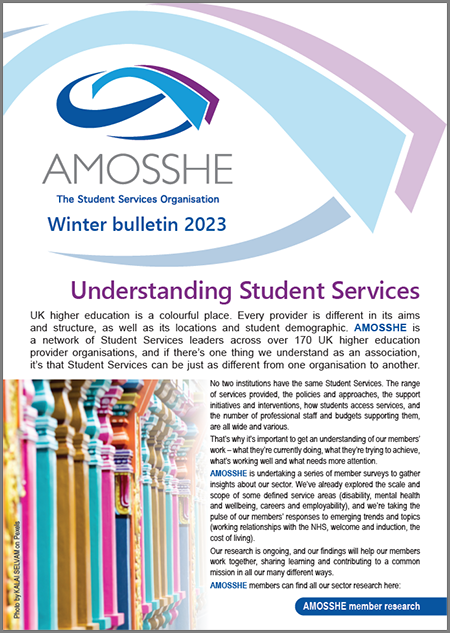 AMOSSHE
The Student Services Organisation
Winter bulletin 2023
Understanding Student Services
UK higher education is a colourful place. Every provider is different in its aims
and structure, as well as its locations and student demographic. AMOSSHE is
a network of Student Services leaders across over 170 UK higher education
provider organisations, and if there's one thing we understand as an association,
it's that Student Services can be just as different from one organisation to another.
No two institutions have the same Student Services. The range
of services provided, the policies and approaches, the support
initiatives and interventions, how students access services, and
the number of professional staff and budgets supporting them,
are all wide and various.
That's why it's important to get an understanding of our members'
work – what they're currently doing, what they're trying to achieve,
what's working well and what needs more attention.
AMOSSHE is undertaking a series of member surveys to gather
insights about our sector. We've already explored the scale and
scope of some defined service areas (disability, mental health
and wellbeing, careers and employability), and we're taking the
pulse of our members' responses to emerging trends and topics
(working relationships with the NHS, welcome and induction, the
cost of living).
Our research is ongoing, and our findings will help our members
work together, sharing learning and contributing to a common
mission in all our many different ways.
AMOSSHE members can find all our sector research here:
AMOSSHE member research
Photo by KALAI SELVAM on Pexels